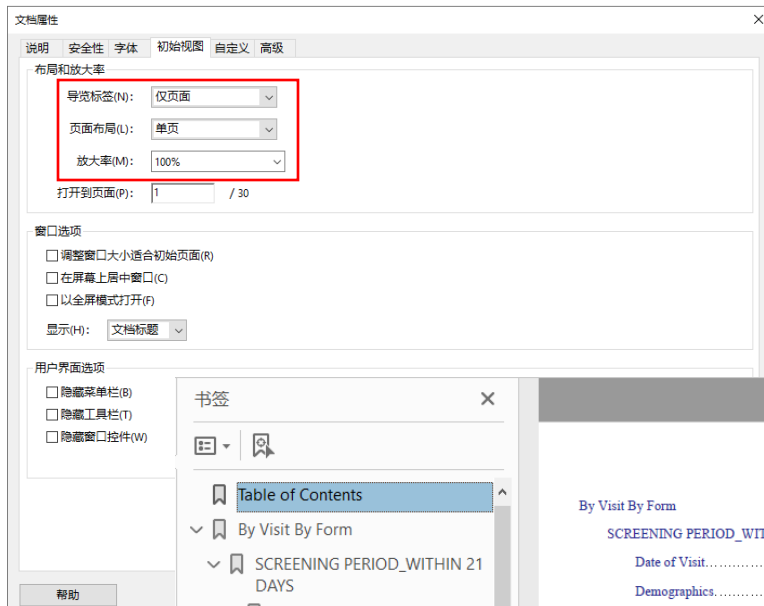 文档属性
说明 安全性 字体 初始视图 自定义 高级
布局和放大率
导览标签(N): 仅页面
页面布局(L): 单页
放大率(M): 100%
打开到页面(P): 1 / 30
窗口选项
调整窗口大小适合初始页面(R)
在屏幕上居中窗口(C)
以全屏模式打开(F)
显示(H): 文档标题
用户界面选项
隐藏菜单栏(B)
隐藏工具栏(T)
隐藏窗口控件(W)
帮助
书签
Table of Contents
By Visit By Form
SCREENING PERIOD_WITHIN 21
DAYS
By Visit By Form
SCREENING PERIOD_WIT
Date of Visit.............
Demographics..........